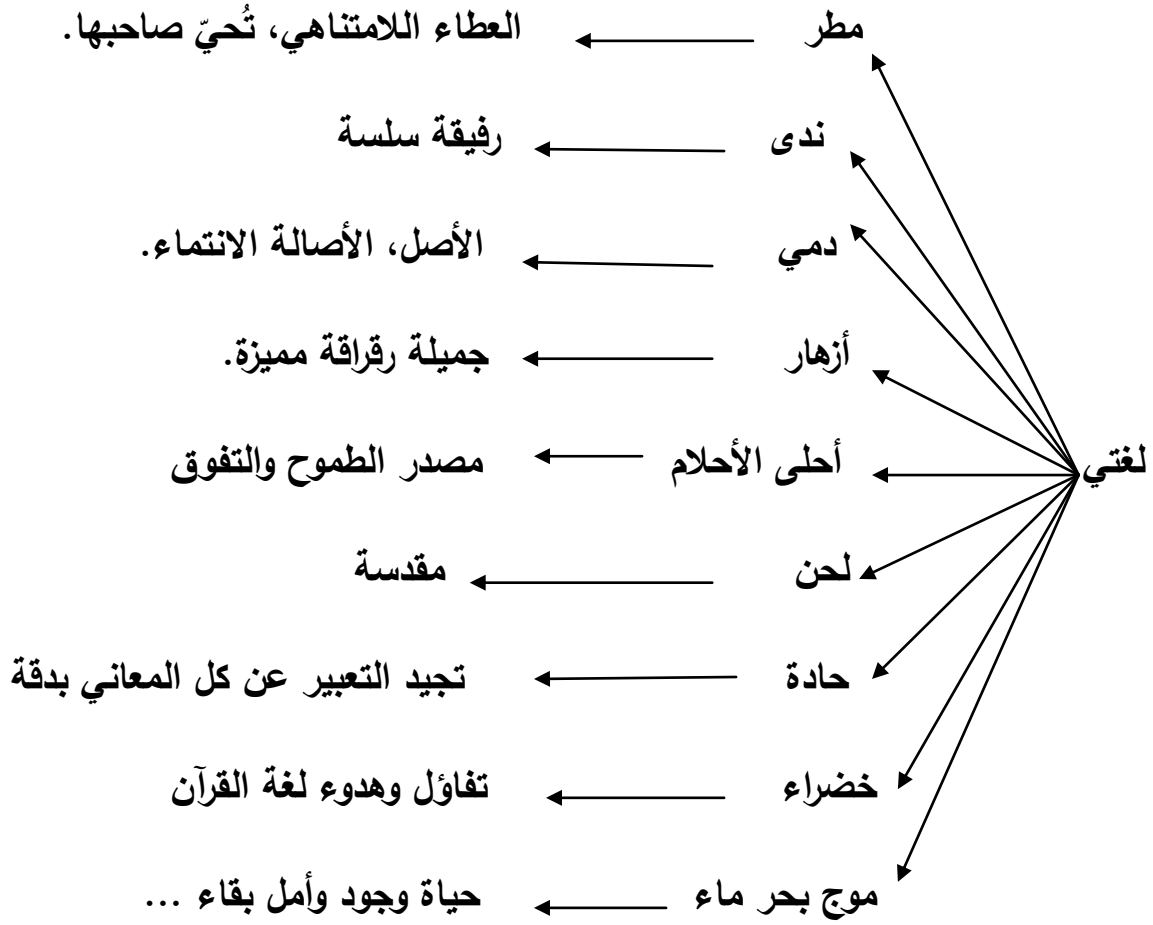 مطر العطاء اللامتناهي، تُحيّ صاحبها.
ندى رفيقة سلسة
دمي الأصل، الأصالة الانتماء.
أزهار جميلة رقراقة مميزة.
لغتي أحلى الأحلام مصدر الطموح والتفوق
لحن مقدسة
حادة تجيد التعبير عن كل المعاني بدقة
خضراء تفاؤل وهدوء لغة القرآن
موج بحر ماء حياة وجود وأمل بقاء ...